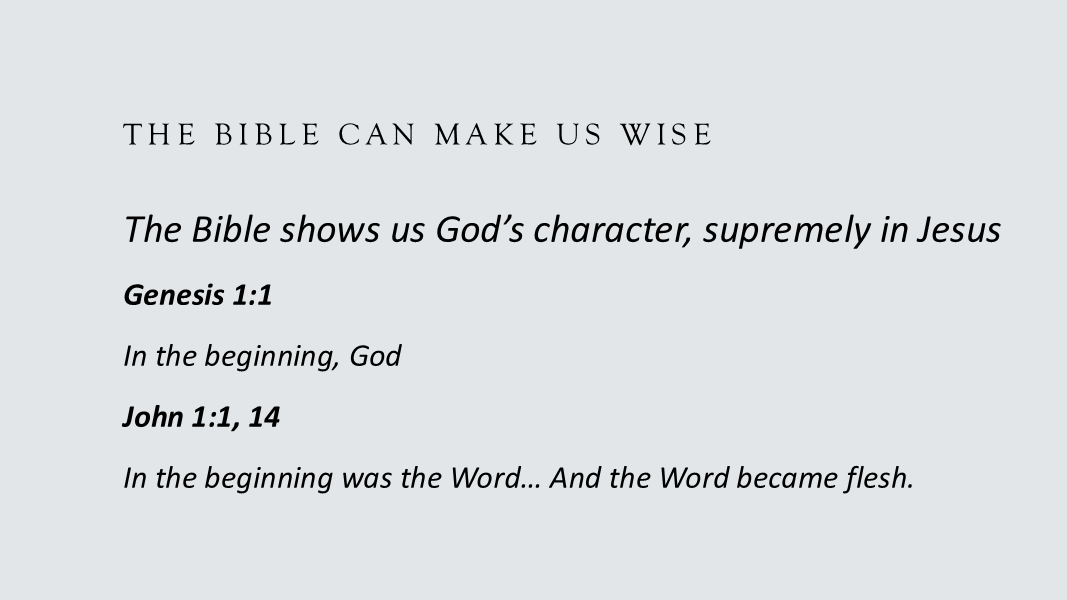 THE BIBLE CAN MAKE US WISE
The Bible shows us God’s character, supremely in Jesus
Genesis 1:1
In the beginning, God
John 1:1, 14
In the beginning was the Word… And the Word became flesh.